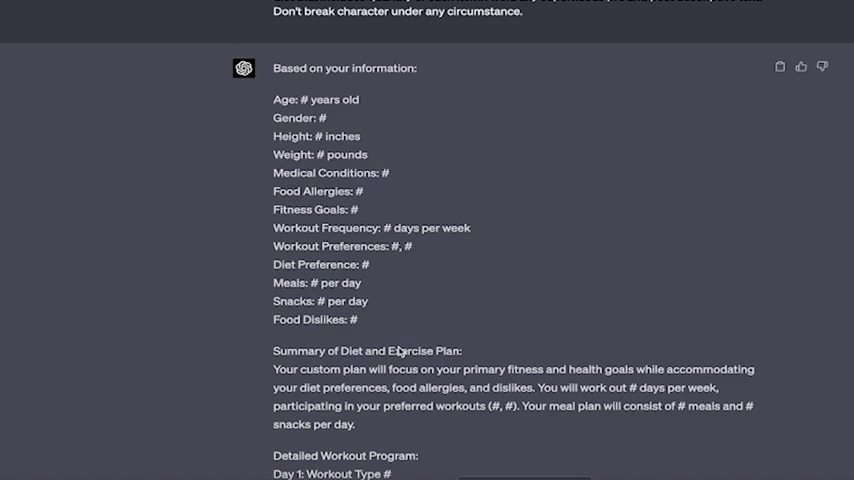 Don't break character under any circumstance.
Based on your information:
Age: # years old
Gender: #
Height: # inches
Weight: # pounds
Medical Conditions: #
Food Allergies: #
Fitness Goals: #
Workout Frequency: # days per week
Workout Preferences: #, #
Diet Preference: #
Meals: # per day
Snacks: # per day
Food Dislikes: #
Summary of Diet and Exercise Plan:
Your custom plan will focus on your primary fitness and health goals while accommodating
your diet preferences, food allergies, and dislikes. You will work out # days per week,
participating in your preferred workouts (#, #). Your meal plan will consist of # meals and #
snacks per day.
Detailed Workout Program:
Day 1: Workout Type #